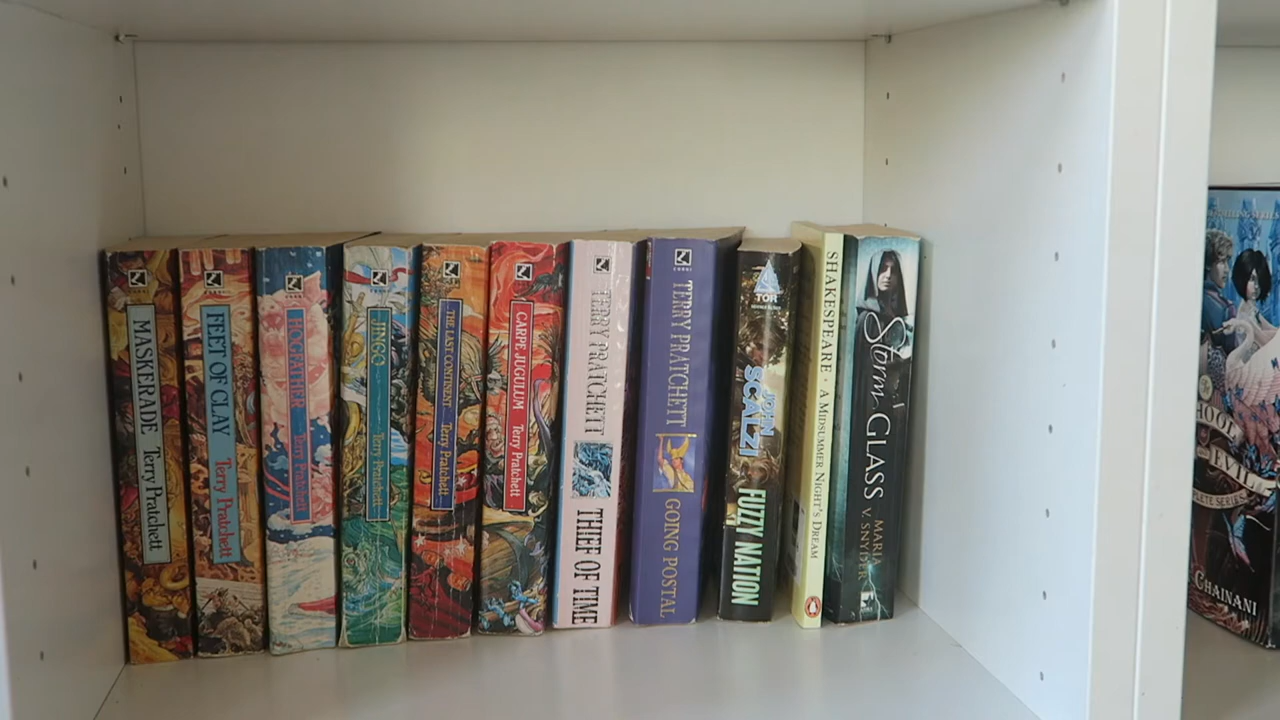 MASKERADE Terry Pratchett
FEET OF CLAY Terry Pratchett
HOGFATHER Terry Pratchett
JINGO Terry Pratchett
THE LAST CONTINENT Terry Pratchett
CARPE JUGULUM Terry Pratchett
TERRY PRATCHETT THIEF OF TIME
TERRY PRATCHETT GOING POSTAL
TOR
JOHN
SCALZI
FUZZY NATION
SHAKESPEARE · A MIDSUMMER NIGHT'S DREAM
Storm GLASS
MARIA
V. SNYDER
EVIL
CHAINANI